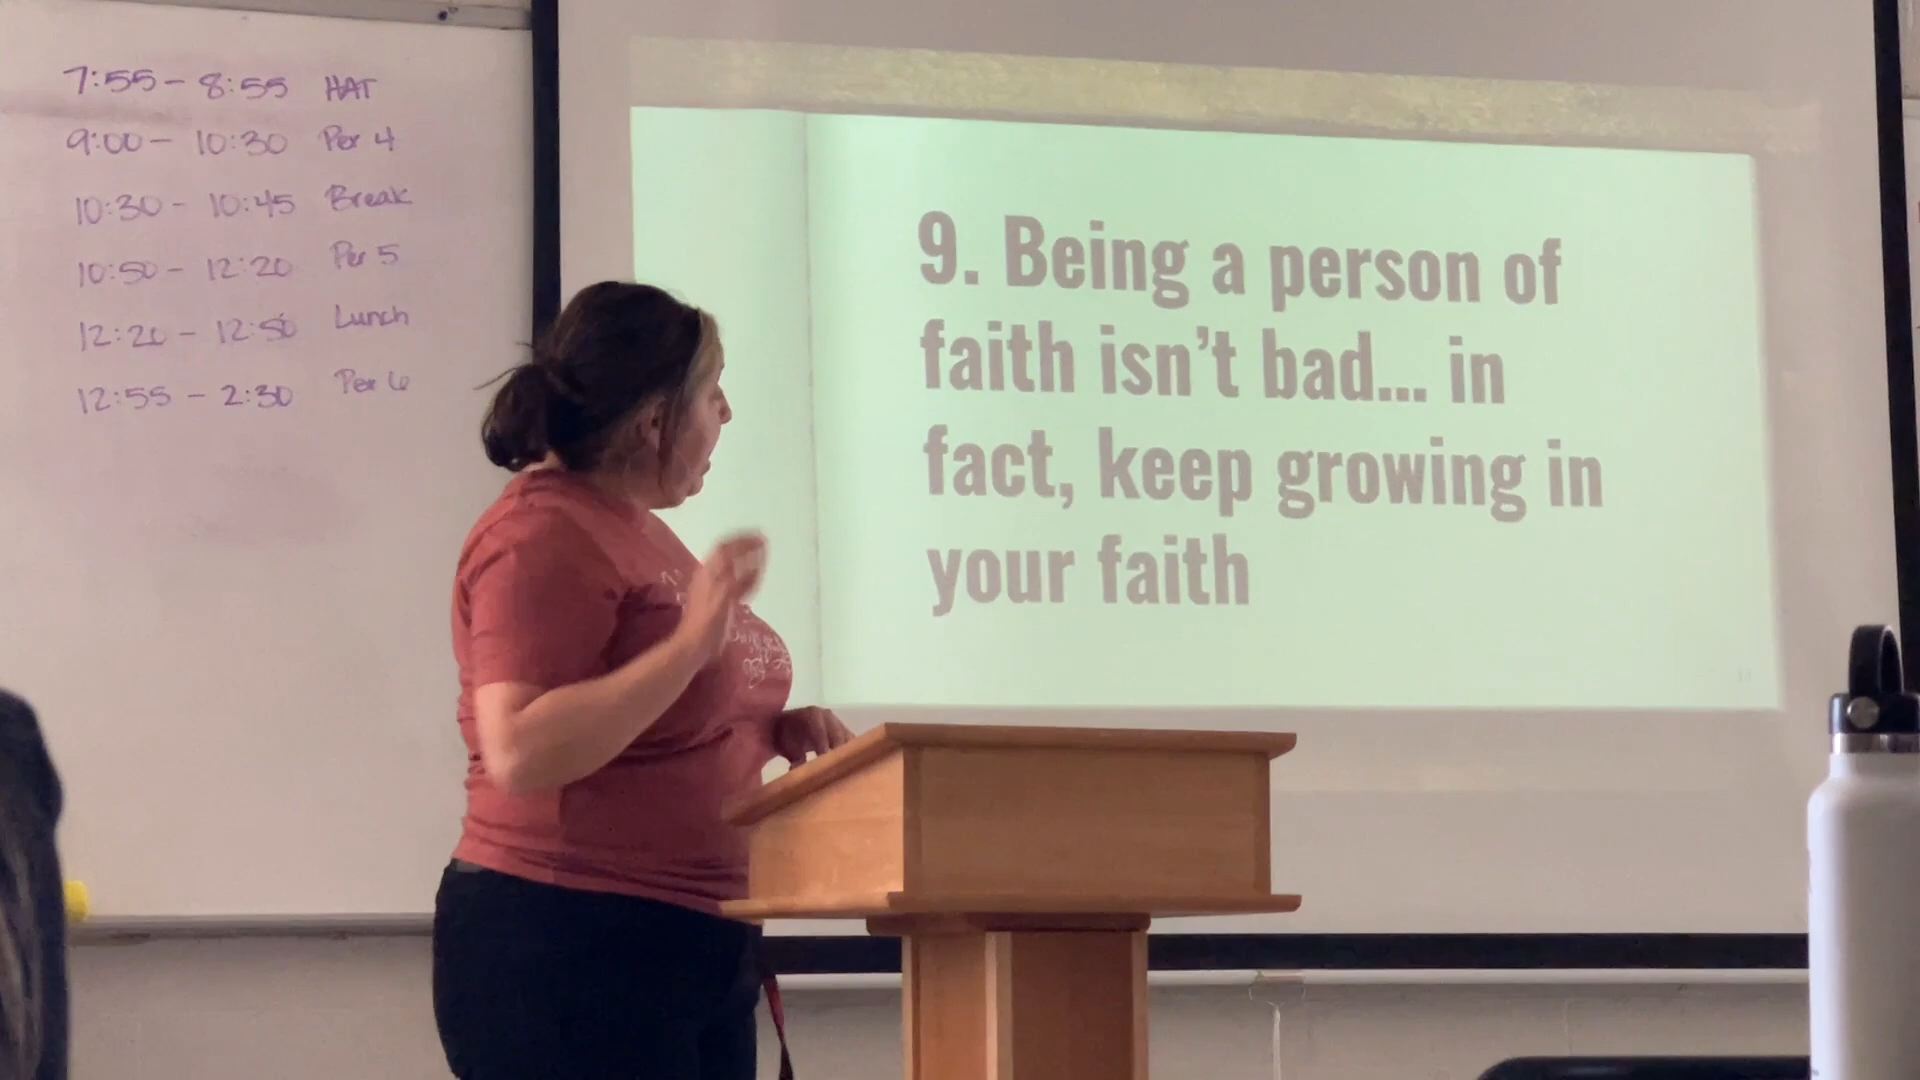 7:55 - 8:55 HAT
9:00 - 10:30 Per 4
10:30 - 10:45 Break
10:50 - 12:20 Per 5
12:20 - 12:50 Lunch
12:55 - 2:30 Per 6
9. Being a person of
faith isn't bad... in
fact, keep growing in
your faith